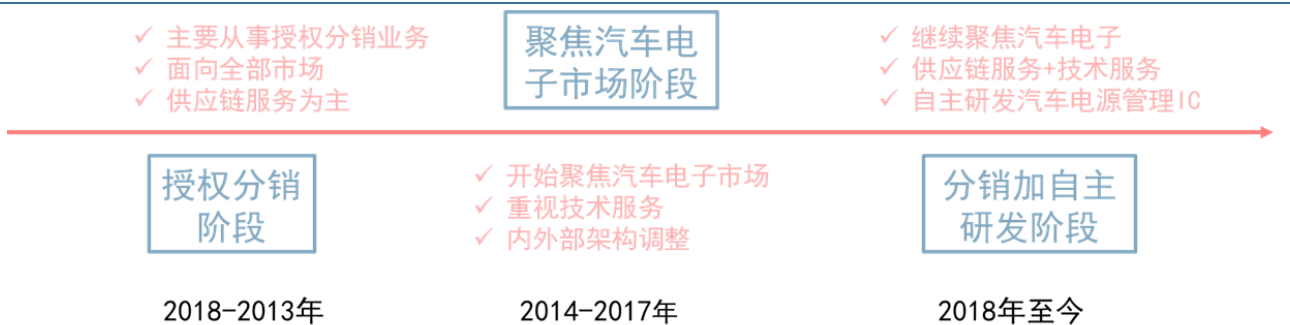 ✓ 主要从事授权分销业务
✓ 面向全部市场
✓ 供应链服务为主
聚焦汽车电
子市场阶段
✓ 继续聚焦汽车电子
✓ 供应链服务+技术服务
✓ 自主研发汽车电源管理IC
授权分销
阶段
✓ 开始聚焦汽车电子市场
✓ 重视技术服务
✓ 内外部架构调整
分销加自主
研发阶段
2018-2013年
2014-2017年
2018年至今